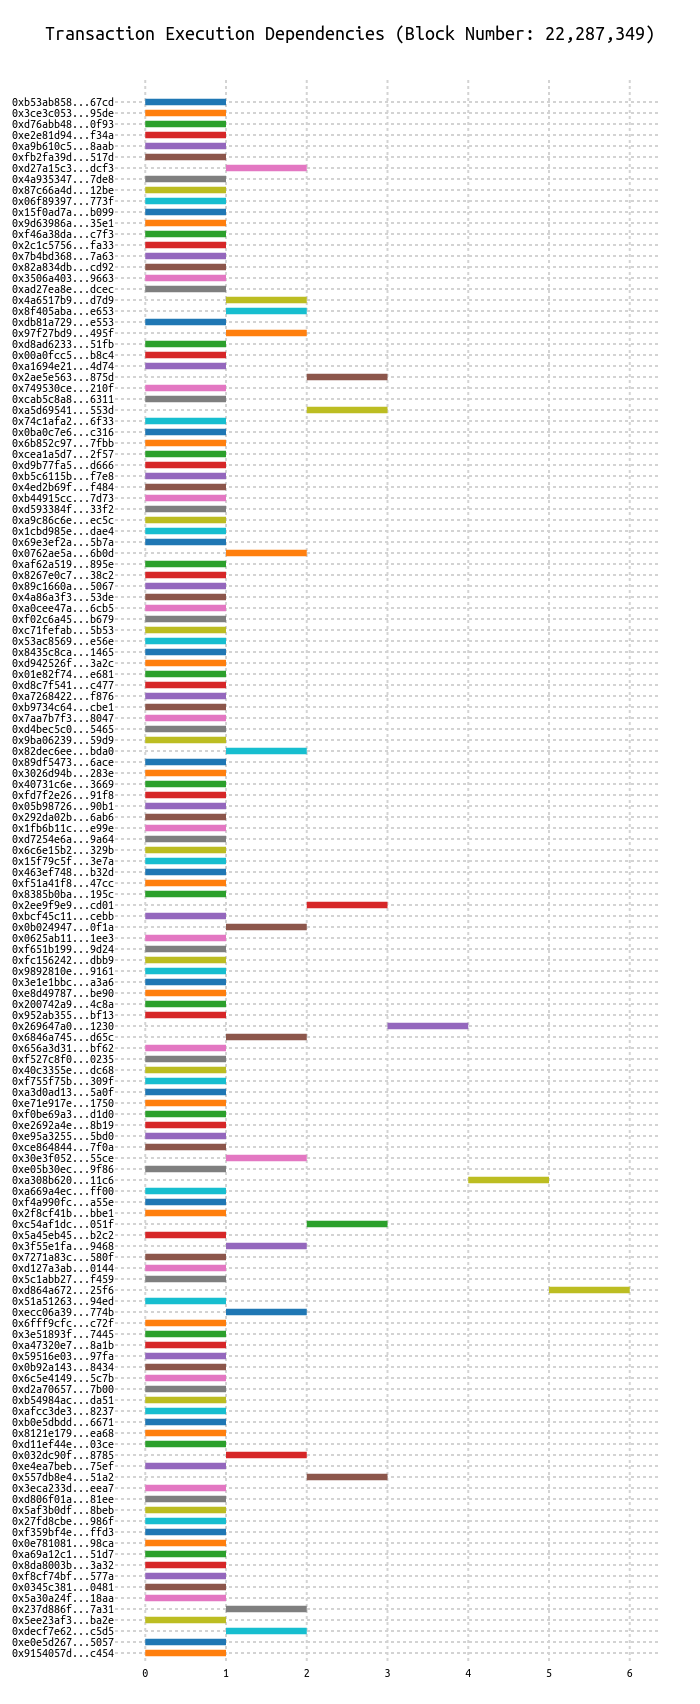 Transaction Execution Dependencies (Block Number: 22,287,349)
0xb53ab858...67cd
0x3ce3c053...95de
0xd76abb48...0f93
0xe2e81d94...f34a
0xa9b610c5...8aab
0xfb2fa39d...517d
0xd27a15c3...dcf3
0x4a935347...7de8
0x87c66a4d...12be
0x06f89397...773f
0x15f0ad7a...b099
0x9d63986a...35e1
0xf46a38da...c7f3
0x2c1c5756...fa33
0x7b4bd368...7a63
0x82a834db...cd92
0x3506a403...9663
0xad27ea8e...dcec
0x4a6517b9...d7d9
0x8f405aba...e653
0xdb81a729...e553
0x97f27bd9...495f
0xd8ad6233...51fb
0x00a0fcc5...b8c4
0xa1694e21...4d74
0x2ae5e563...875d
0x749530ce...210f
0xcab5c8a8...6311
0xa5d69541...553d
0x74c1afa2...6f33
0x0ba0c7e6...c316
0x6b852c97...7fbb
0xcea1a5d7...2f57
0xd9b77fa5...d666
0xb5c6115b...f7e8
0x4ed2b69f...f484
0xb44915cc...7d73
0xd593384f...33f2
0xa9c86c6e...ec5c
0x1cbd985e...dae4
0x69e3ef2a...5b7a
0x0762ae5a...6b0d
0xaf62a519...895e
0x8267e0c7...38c2
0x89c1660a...5067
0x4a86a3f3...53de
0xa0cee47a...6cb5
0xf02c6a45...b679
0xc71fefab...5b53
0x53ac8569...e56e
0x8435c8ca...1465
0xd942526f...3a2c
0x01e82f74...e681
0xd8c7f541...c477
0xa7268422...f876
0xb9734c64...cbe1
0x7aa7b7f3...8047
0xd4bec5c0...5465
0x9ba06239...59d9
0x82dec6ee...bda0
0x89df5473...6ace
0x3026d94b...283e
0x40731c6e...3669
0xfd7f2e26...91f8
0x05b98726...90b1
0x292da02b...6ab6
0x1fb6b11c...e99e
0xd7254e6a...9a64
0x6c6e15b2...329b
0x15f79c5f...3e7a
0x463ef748...b32d
0xf51a41f8...47cc
0x8385b0ba...195c
0x2ee9f9e9...cd01
0xbcf45c11...cebb
0x0b024947...0f1a
0x0625ab11...1ee3
0xf651b199...9d24
0xfc156242...dbb9
0x9892810e...9161
0x3e1e1bbc...a3a6
0xe8d49787...be90
0x200742a9...4c8a
0x952ab355...bf13
0x269647a0...1230
0x6846a745...d65c
0x656a3d31...bf62
0xf527c8f0...0235
0x40c3355e...dc68
0xf755f75b...309f
0xa3d0ad13...5a0f
0xe71e917e...1750
0xf0be69a3...d1d0
0xe2692a4e...8b19
0xe95a3255...5bd0
0xce864844...7f0a
0x30e3f052...55ce
0xe05b30ec...9f86
0xa308b620...11c6
0xa669a4ec...ff00
0xf4a990fc...a55e
0x2f8cf41b...bbe1
0xc54af1dc...051f
0x5a45eb45...b2c2
0x3f55e1fa...9468
0x7271a83c...580f
0xd127a3ab...0144
0x5c1abb27...f459
0xd864a672...25f6
0x51a51263...94ed
0xecc06a39...774b
0x6fff9cfc...c72f
0x3e51893f...7445
0xa47320e7...8a1b
0x59516e03...97fa
0x0b92a143...8434
0x6c5e4149...5c7b
0xd2a70657...7b00
0xb54984ac...da51
0xafcc3de3...8237
0xb0e5dbdd...6671
0x8121e179...ea68
0xd11ef44e...03ce
0x032dc90f...8785
0xe4ea7beb...75ef
0x557db8e4...51a2
0x3eca233d...eea7
0xd806f01a...81ee
0x5af3b0df...8beb
0x27fd8cbe...986f
0xf359bf4e...ffd3
0x0e781081...98ca
0xa69a12c1...51d7
0x8da8003b...3a32
0xf8cf74bf...577a
0x0345c381...0481
0x5a30a24f...18aa
0x237d886f...7a31
0x5ee23af3...ba2e
0xdecf7e62...c5d5
0xe0e5d267...5057
0x9154057d...c454
0 1 2 3 4 5 6